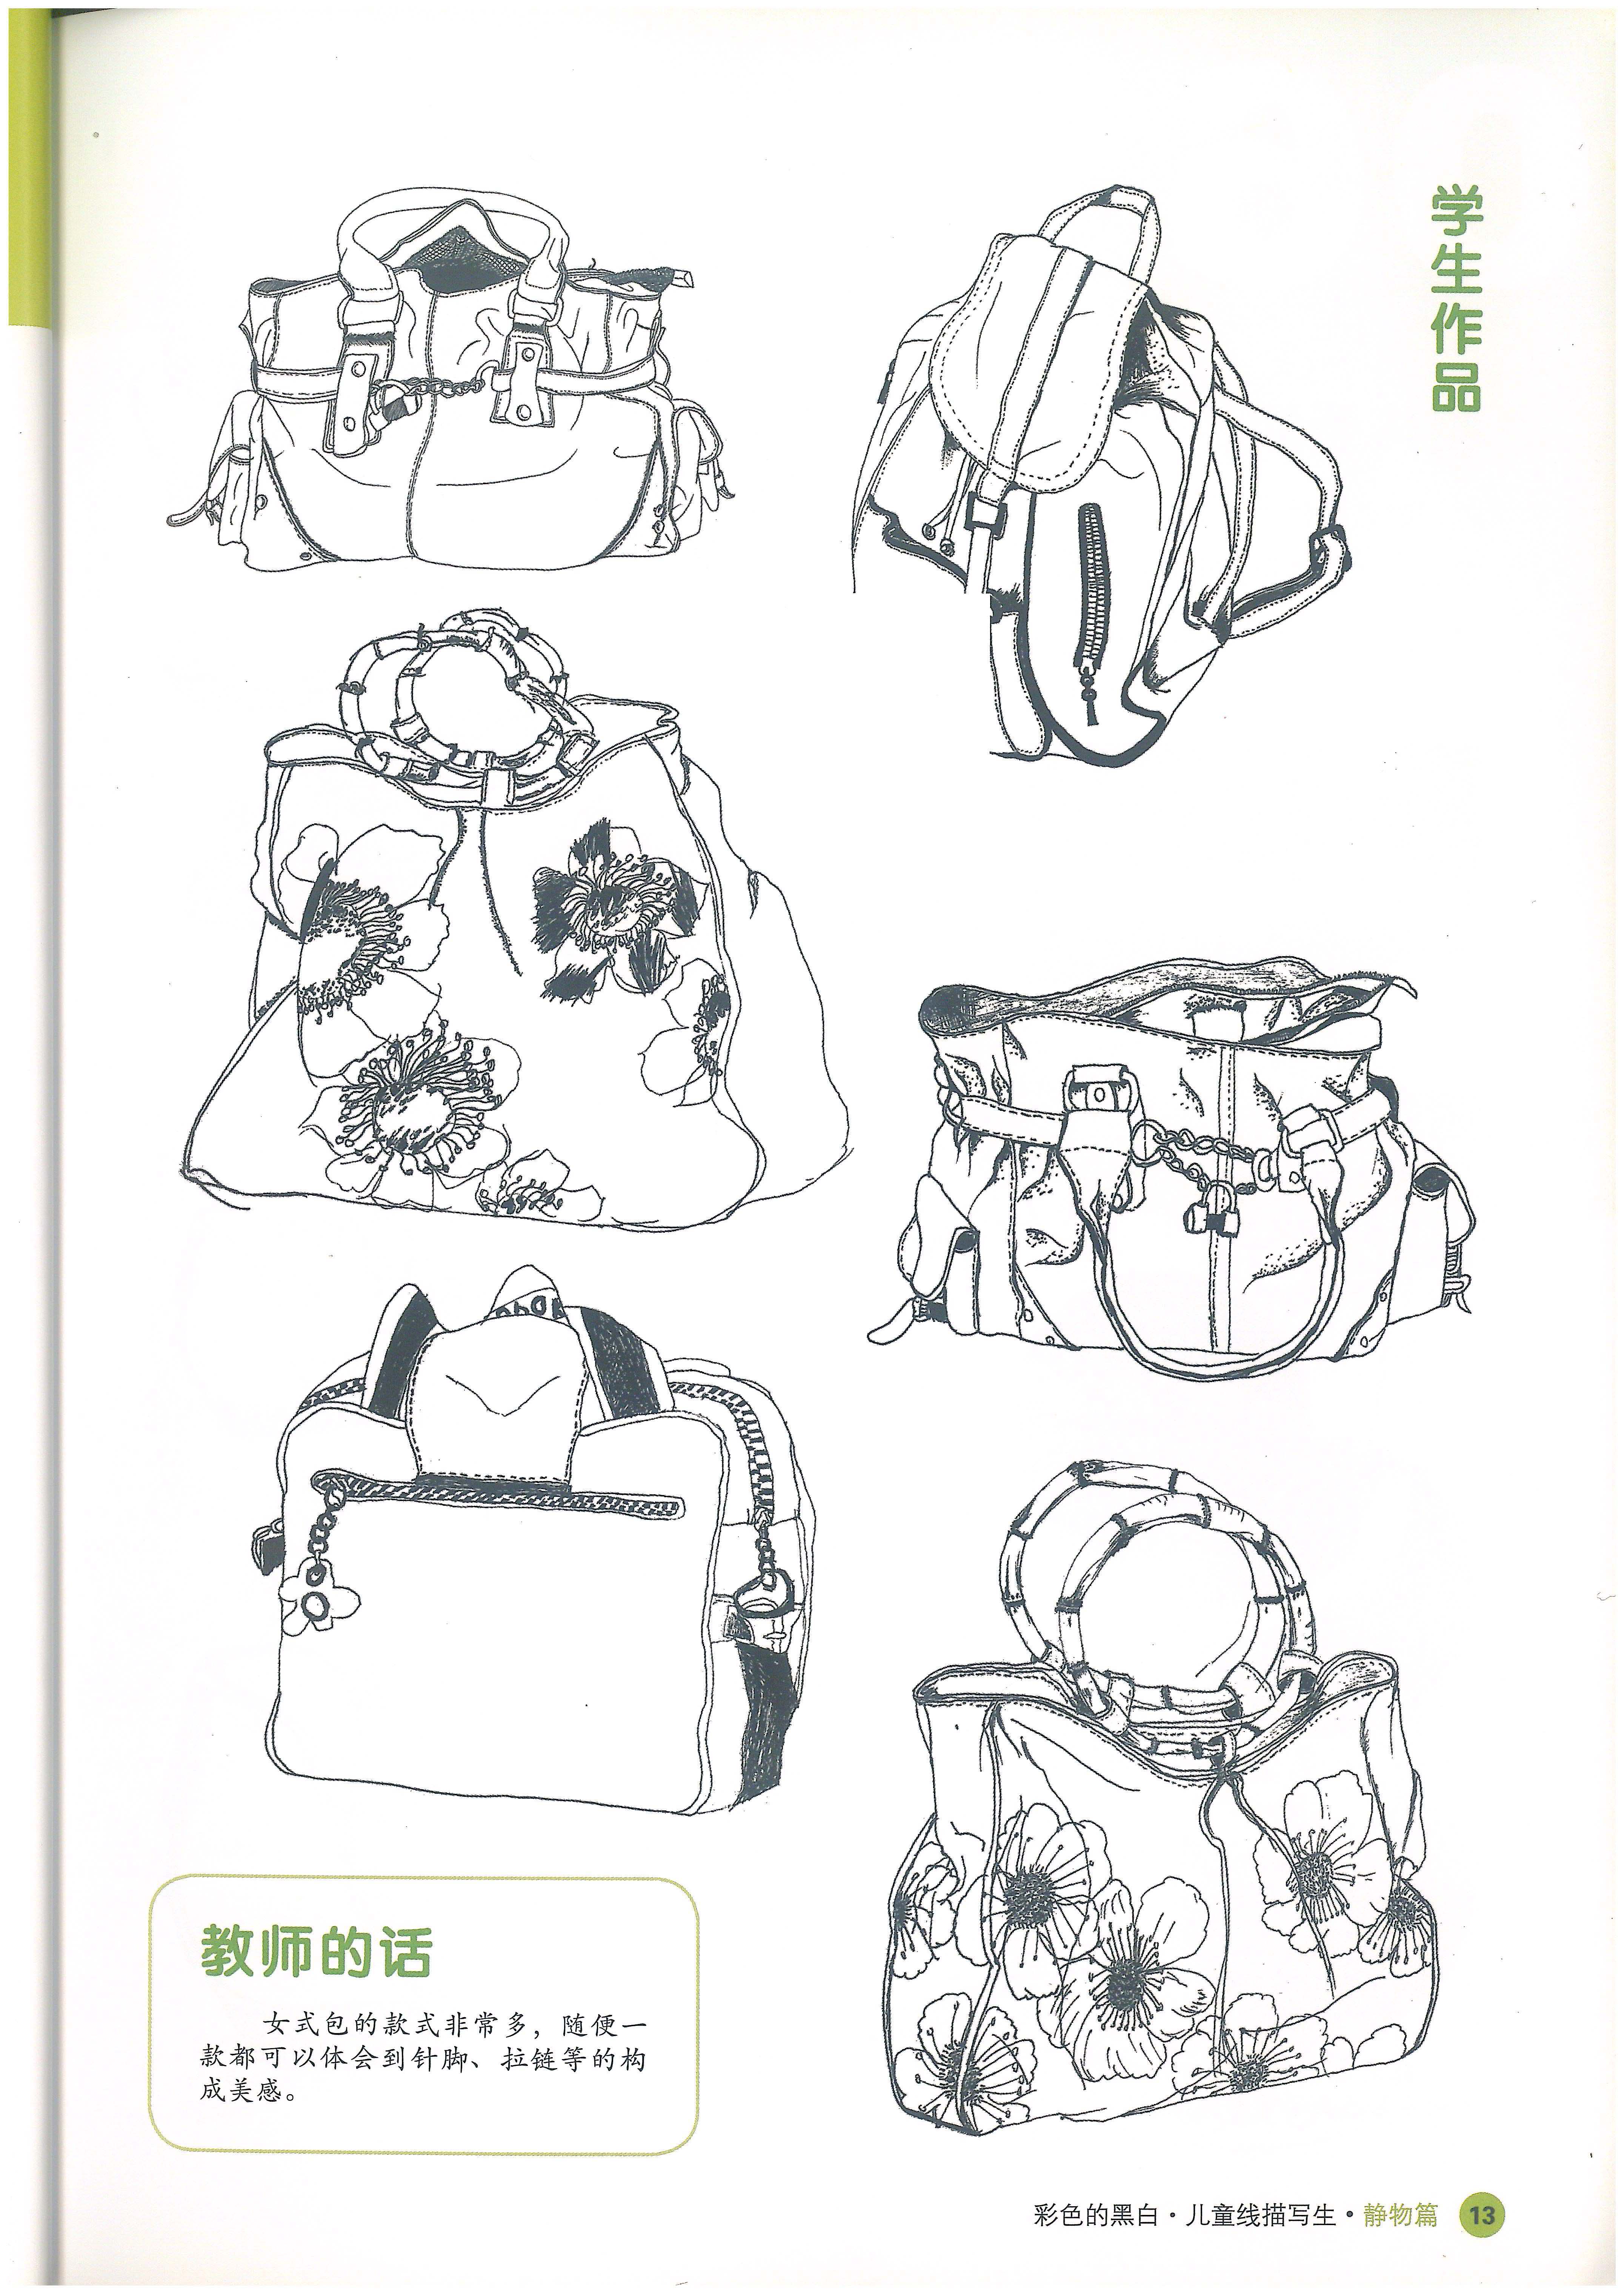 学生作品
教师的话
女式包的款式非常多，随便一
款都可以体会到针脚、拉链等的构
成美感。
彩色的黑白·儿童线描写生·静物篇 13